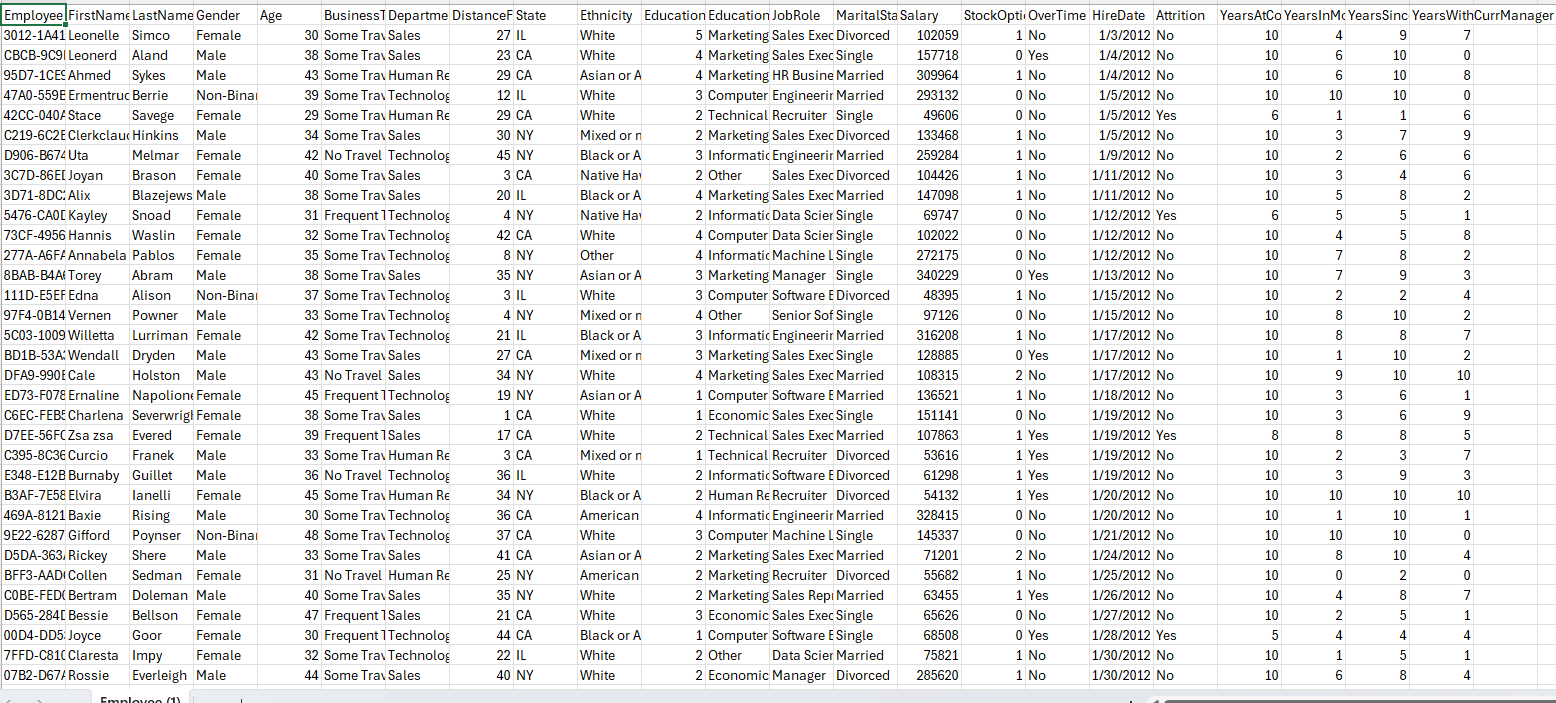 Employee FirstName LastName Gender Age BusinessT Departme DistanceF State Ethnicity Education Education JobRole MaritalSta Salary StockOpti OverTime HireDate Attrition YearsAtCo YearsInMo YearsSinc YearsWithCurrManager
3012-1A41 Leonelle Simco Female 30 Some Trav Sales 27 IL White 5 Marketing Sales Exec Divorced 102059 1 No 1/3/2012 No 10 4 9 7
CBCB-9C9 Leonerd Aland Male 38 Some Trav Sales 23 CA White 4 Marketing Sales Exec Single 157718 0 Yes 1/4/2012 No 10 6 10 0
95D7-1CE9 Ahmed Sykes Male 43 Some Trav Human Re 29 CA Asian or A 4 Marketing HR Busine Married 309964 1 No 1/4/2012 No 10 6 10 8
47A0-559E Ermentruc Berrie Non-Binar 39 Some Trav Technolog 12 IL White 3 Computer Engineerin Married 293132 0 No 1/5/2012 No 10 10 10 0
42CC-040A Stace Savege Female 29 Some Trav Human Re 29 CA White 2 Technical Recruiter Single 49606 0 No 1/5/2012 Yes 6 1 1 6
C219-6C2E Clerkclauc Hinkins Male 34 Some Trav Sales 30 NY Mixed or m 2 Marketing Sales Exec Divorced 133468 1 No 1/5/2012 No 10 3 7 9
D906-B674 Uta Melmar Female 42 No Travel Technolog 45 NY Black or A 3 Informatic Engineerin Married 259284 1 No 1/9/2012 No 10 2 6 6
3C7D-86EI Joyan Brason Female 40 Some Trav Sales 3 CA Native Hav 2 Other Sales Exec Divorced 104426 1 No 1/11/2012 No 10 3 4 6
3D71-8DC Alix Blazejews Male 38 Some Trav Sales 20 IL Black or A 4 Marketing Sales Exec Married 147098 1 No 1/11/2012 No 10 5 8 2
5476-CA0D Kayley Snoad Female 31 Frequent T Technolog 4 NY Native Hav 2 Informatic Data Scien Single 69747 0 No 1/12/2012 Yes 6 5 5 1
73CF-4956 Hannis Waslin Female 32 Some Trav Technolog 42 CA White 4 Computer Data Scien Single 102022 0 No 1/12/2012 No 10 4 5 8
277A-A6FA Annabela Pablos Female 35 Some Trav Technolog 8 NY Other 4 Informatic Machine L Single 272175 0 No 1/12/2012 No 10 7 8 2
8BAB-B4A Torey Abram Male 38 Some Trav Sales 35 NY Asian or A 3 Marketing Manager Single 340229 0 Yes 1/13/2012 No 10 7 9 3
111D-E5EF Edna Alison Non-Binar 37 Some Trav Technolog 3 IL White 3 Computer Software E Divorced 48395 1 No 1/15/2012 No 10 2 2 4
97F4-0B14 Vernen Powner Male 33 Some Trav Technolog 4 NY Mixed or m 4 Other Senior Sof Single 97126 0 No 1/15/2012 No 10 8 10 2
5C03-1009 Willetta Lurriman Female 42 Some Trav Technolog 21 IL Black or A 3 Informatic Engineerin Married 316208 1 No 1/17/2012 No 10 8 8 7
BD1B-53A Wendall Dryden Male 43 Some Trav Sales 27 CA Mixed or m 3 Marketing Sales Exec Single 128885 0 Yes 1/17/2012 No 10 1 10 2
DFA9-990E Cale Holston Male 43 No Travel Sales 34 NY White 4 Marketing Sales Exec Married 108315 2 No 1/17/2012 No 10 9 10 10
ED73-F078 Ernaline Napolione Female 45 Frequent T Technolog 19 NY Asian or A 1 Computer Software E Married 136521 1 No 1/18/2012 No 10 3 6 1
C6EC-FEB5 Charlena Severwrigl Female 38 Some Trav Sales 1 CA White 1 Economic Sales Exec Single 151141 0 No 1/19/2012 No 10 3 6 9
D7EE-56FC Zsa zsa Evered Female 39 Frequent T Sales 17 CA White 2 Technical Sales Exec Married 107863 1 Yes 1/19/2012 Yes 8 8 8 5
C395-8C36 Curcio Franek Male 33 Some Trav Human Re 3 CA Mixed or m 1 Technical Recruiter Divorced 53616 1 Yes 1/19/2012 No 10 2 3 7
E348-E12B Burnaby Guillet Male 36 No Travel Technolog 36 IL White 2 Informatic Software E Divorced 61298 1 Yes 1/19/2012 No 10 3 9 3
B3AF-7E58 Elvira Ianelli Female 45 Some Trav Human Re 34 NY Black or A 2 Human Re Recruiter Divorced 54132 1 Yes 1/20/2012 No 10 10 10 10
469A-8121 Baxie Rising Male 30 Some Trav Technolog 36 CA American 4 Informatic Engineerin Married 328415 0 No 1/20/2012 No 10 1 10 1
9E22-6287 Gifford Poynser Non-Binar 48 Some Trav Technolog 37 CA White 3 Computer Machine L Single 145337 0 No 1/21/2012 No 10 10 10 0
D5DA-363 Rickey Shere Male 33 Some Trav Sales 41 CA Asian or A 2 Marketing Sales Exec Married 71201 2 No 1/24/2012 No 10 8 10 4
BFF3-AAD Collen Sedman Female 31 No Travel Human Re 25 NY American 2 Marketing Recruiter Divorced 55682 1 No 1/25/2012 No 10 0 2 0
C0BE-FED Bertram Doleman Male 40 Some Trav Sales 35 NY White 2 Marketing Sales Rep Married 63455 1 Yes 1/26/2012 No 10 4 8 7
D565-284D Bessie Bellson Female 47 Frequent T Sales 21 CA White 3 Economic Sales Exec Single 65626 0 No 1/27/2012 No 10 2 5 1
00D4-DD5 Joyce Goor Female 30 Frequent T Technolog 44 CA Black or A 1 Computer Software E Single 68508 0 Yes 1/28/2012 Yes 5 4 4 4
7FFD-C81C Claresta Impy Female 32 Some Trav Technolog 22 IL White 2 Other Data Scien Married 75821 1 No 1/30/2012 No 10 1 5 1
07B2-D67A Rossie Everleigh Male 44 Some Trav Sales 40 NY White 2 Economic Manager Divorced 285620 1 No 1/30/2012 No 10 6 8 4
Employee (1)